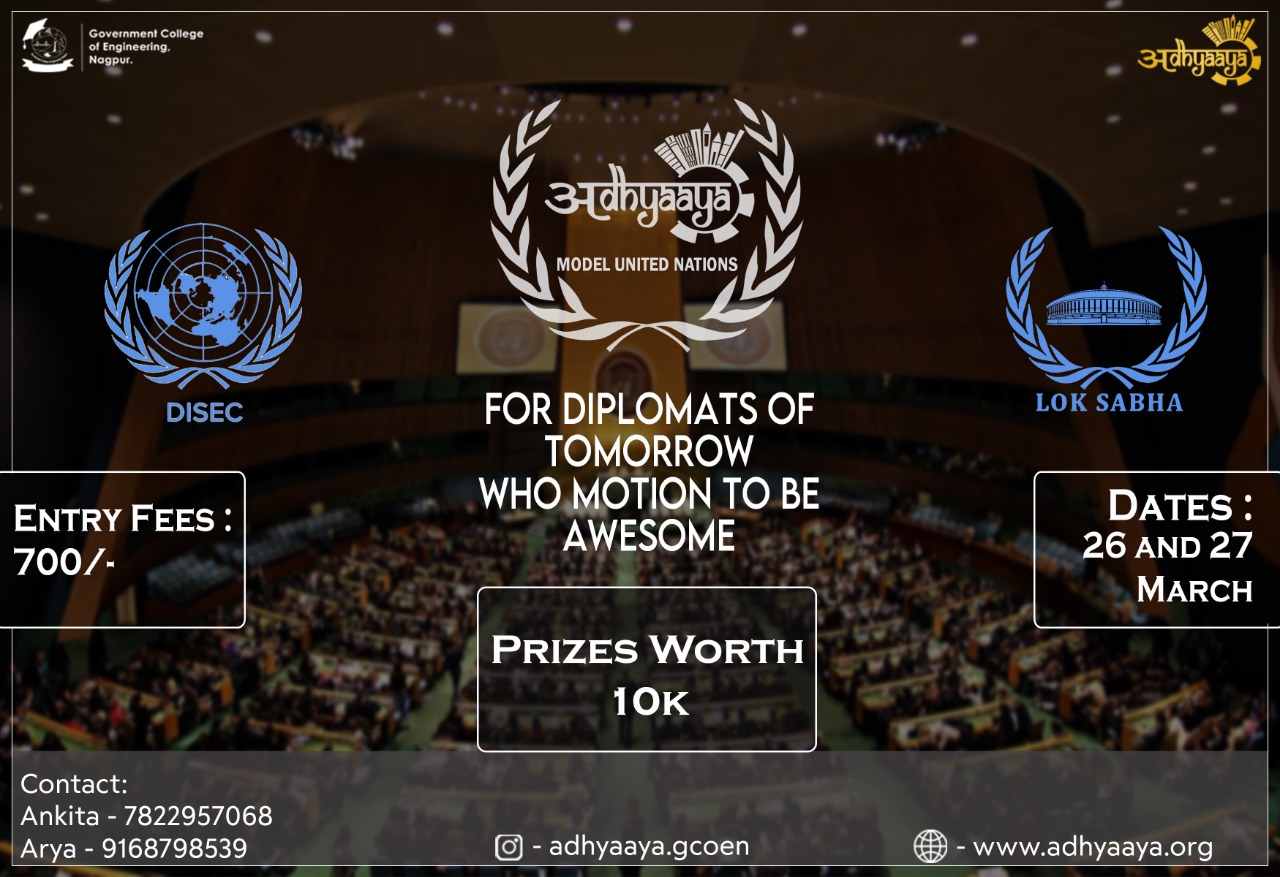 Government College
of Engineering,
Nagpur.
अdhyaaya
अdhyaaya
MODEL UNITED NATIONS
DISEC
LOK SABHA
FOR DIPLOMATS OF
TOMORROW
WHO MOTION TO BE
AWESOME
ENTRY FEES :
700/-
DATES :
26 AND 27
MARCH
PRIZES WORTH
10K
Contact:
Ankita - 7822957068
Arya - 9168798539
- adhyaaya.gcoen
- www.adhyaaya.org